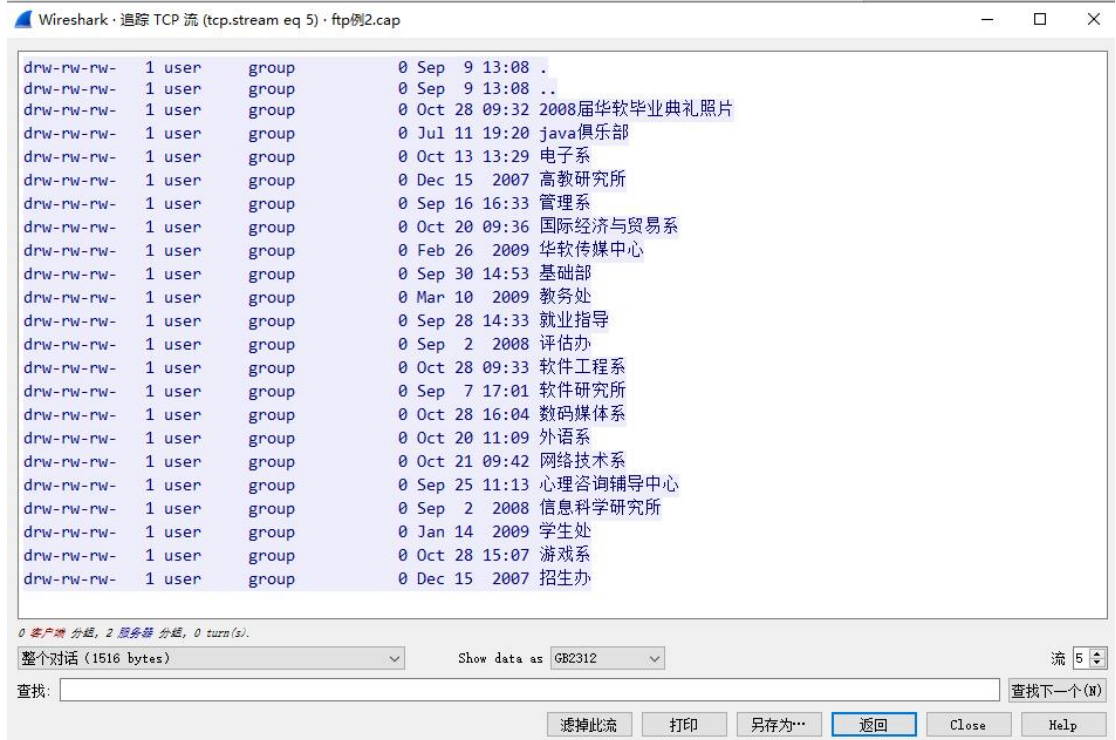 Wireshark · 追踪 TCP 流 (tcp.stream eq 5) · ftp例2.cap
drw-rw-rw- 1 user group 0 Sep 9 13:08 .
drw-rw-rw- 1 user group 0 Sep 9 13:08 ..
drw-rw-rw- 1 user group 0 Oct 28 09:32 2008届华软毕业典礼照片
drw-rw-rw- 1 user group 0 Jul 11 19:20 java俱乐部
drw-rw-rw- 1 user group 0 Oct 13 13:29 电子系
drw-rw-rw- 1 user group 0 Dec 15 2007 高教研究所
drw-rw-rw- 1 user group 0 Sep 16 16:33 管理系
drw-rw-rw- 1 user group 0 Oct 20 09:36 国际经济与贸易系
drw-rw-rw- 1 user group 0 Feb 26 2009 华软传媒中心
drw-rw-rw- 1 user group 0 Sep 30 14:53 基础部
drw-rw-rw- 1 user group 0 Mar 10 2009 教务处
drw-rw-rw- 1 user group 0 Sep 28 14:33 就业指导
drw-rw-rw- 1 user group 0 Sep 2 2008 评估办
drw-rw-rw- 1 user group 0 Oct 28 09:33 软件工程系
drw-rw-rw- 1 user group 0 Sep 7 17:01 软件研究所
drw-rw-rw- 1 user group 0 Oct 28 16:04 数码媒体系
drw-rw-rw- 1 user group 0 Oct 20 11:09 外语系
drw-rw-rw- 1 user group 0 Oct 21 09:42 网络技术系
drw-rw-rw- 1 user group 0 Sep 25 11:13 心理咨询辅导中心
drw-rw-rw- 1 user group 0 Sep 2 2008 信息科学研究所
drw-rw-rw- 1 user group 0 Jan 14 2009 学生处
drw-rw-rw- 1 user group 0 Oct 28 15:07 游戏系
drw-rw-rw- 1 user group 0 Dec 15 2007 招生办
0 客户端 分组, 2 服务器 分组, 0 turn(s).
整个对话 (1516 bytes) Show data as GB2312 流 5
查找: 查找下一个(N)
滤掉此流 打印 另存为… 返回 Close Help